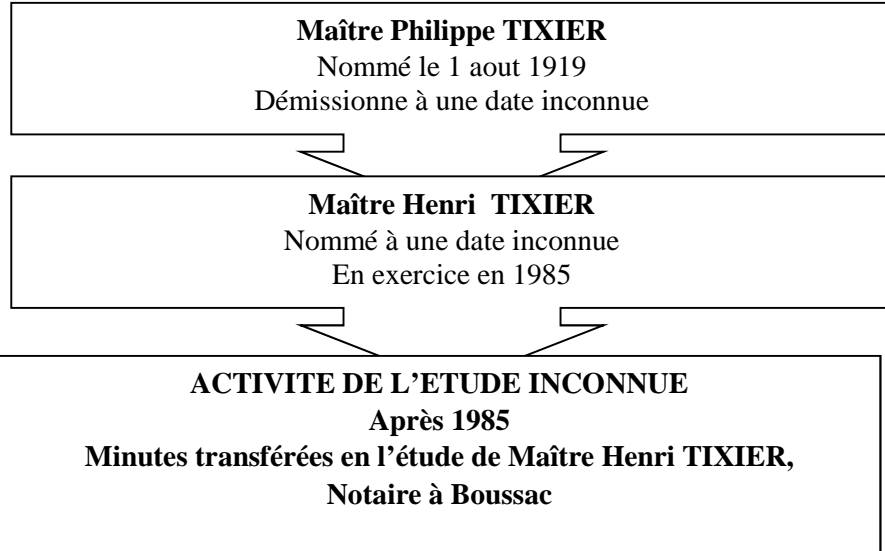 Maître Philippe TIXIER
Nommé le 1 aout 1919
Démissionne à une date inconnue
Maître Henri  TIXIER
Nommé à une date inconnue
En exercice en 1985
ACTIVITE DE L’ETUDE INCONNUE
Après 1985
Minutes transférées en l’étude de Maître Henri TIXIER,
Notaire à Boussac